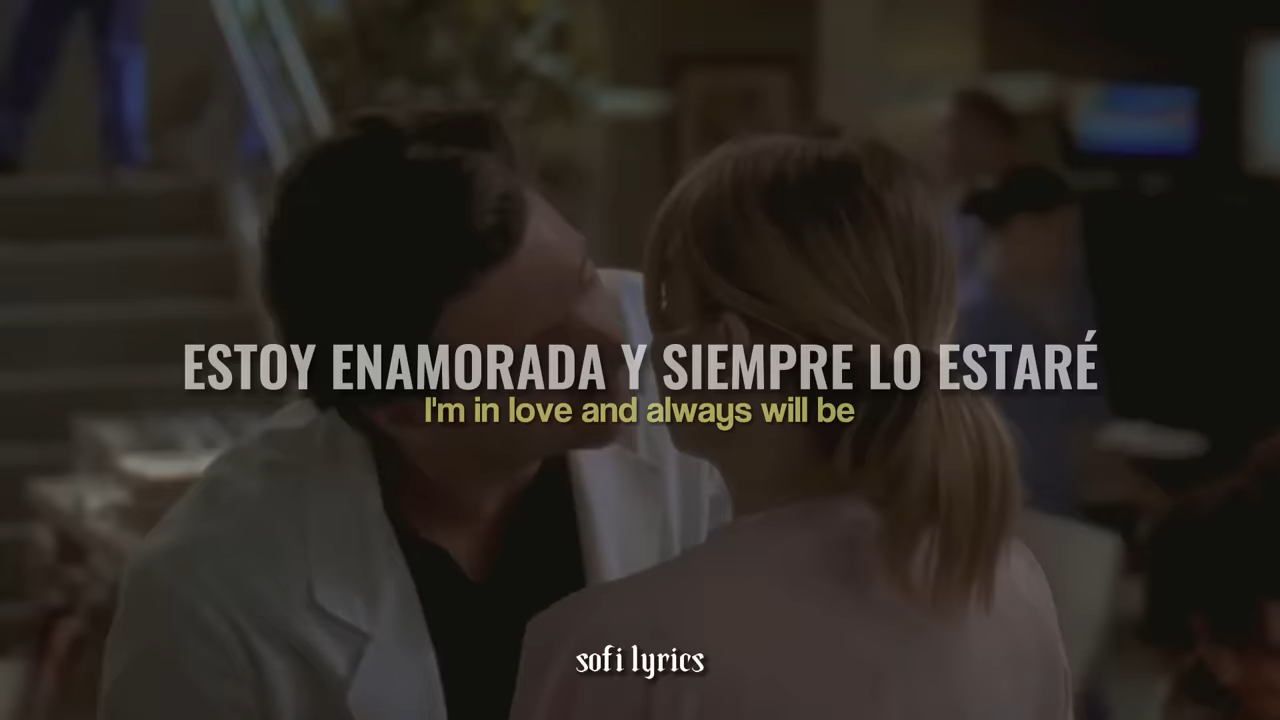 ESTOY ENAMORADA Y SIEMPRE LO ESTARÉ
I'm in love and always will be
sofi lyrics